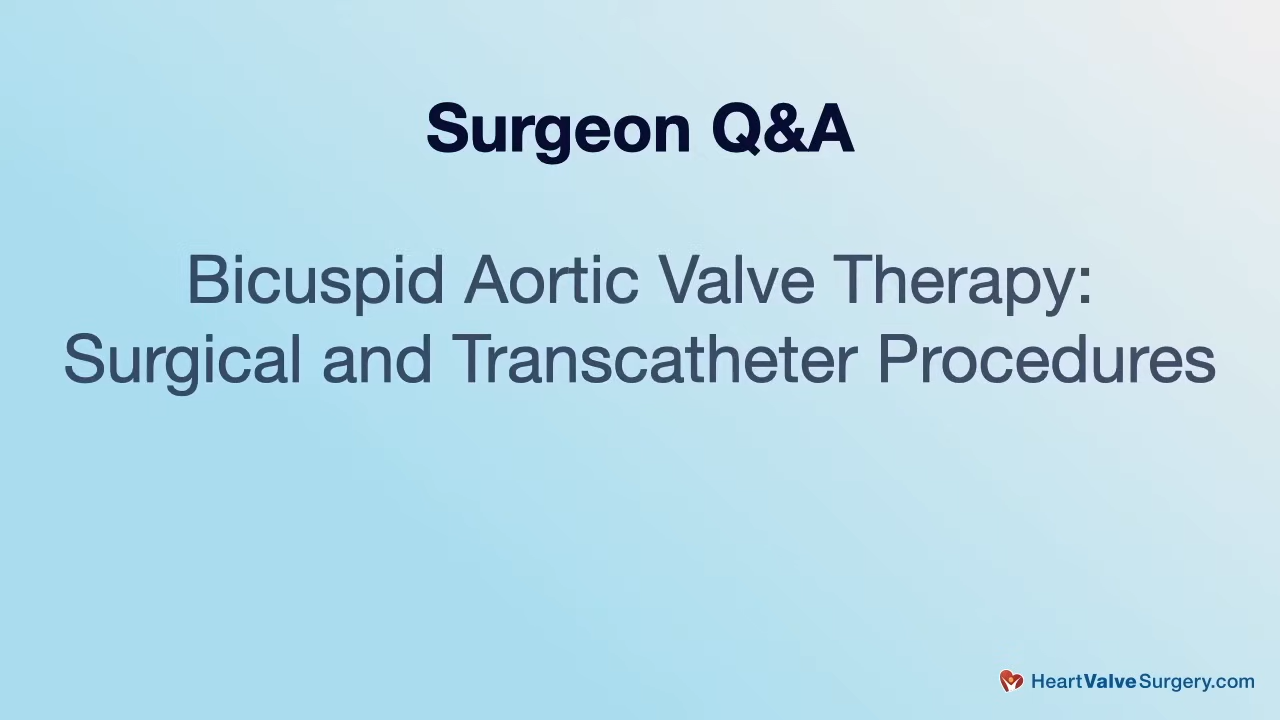 Surgeon Q&A
Bicuspid Aortic Valve Therapy:
Surgical and Transcatheter Procedures
HeartValveSurgery.com